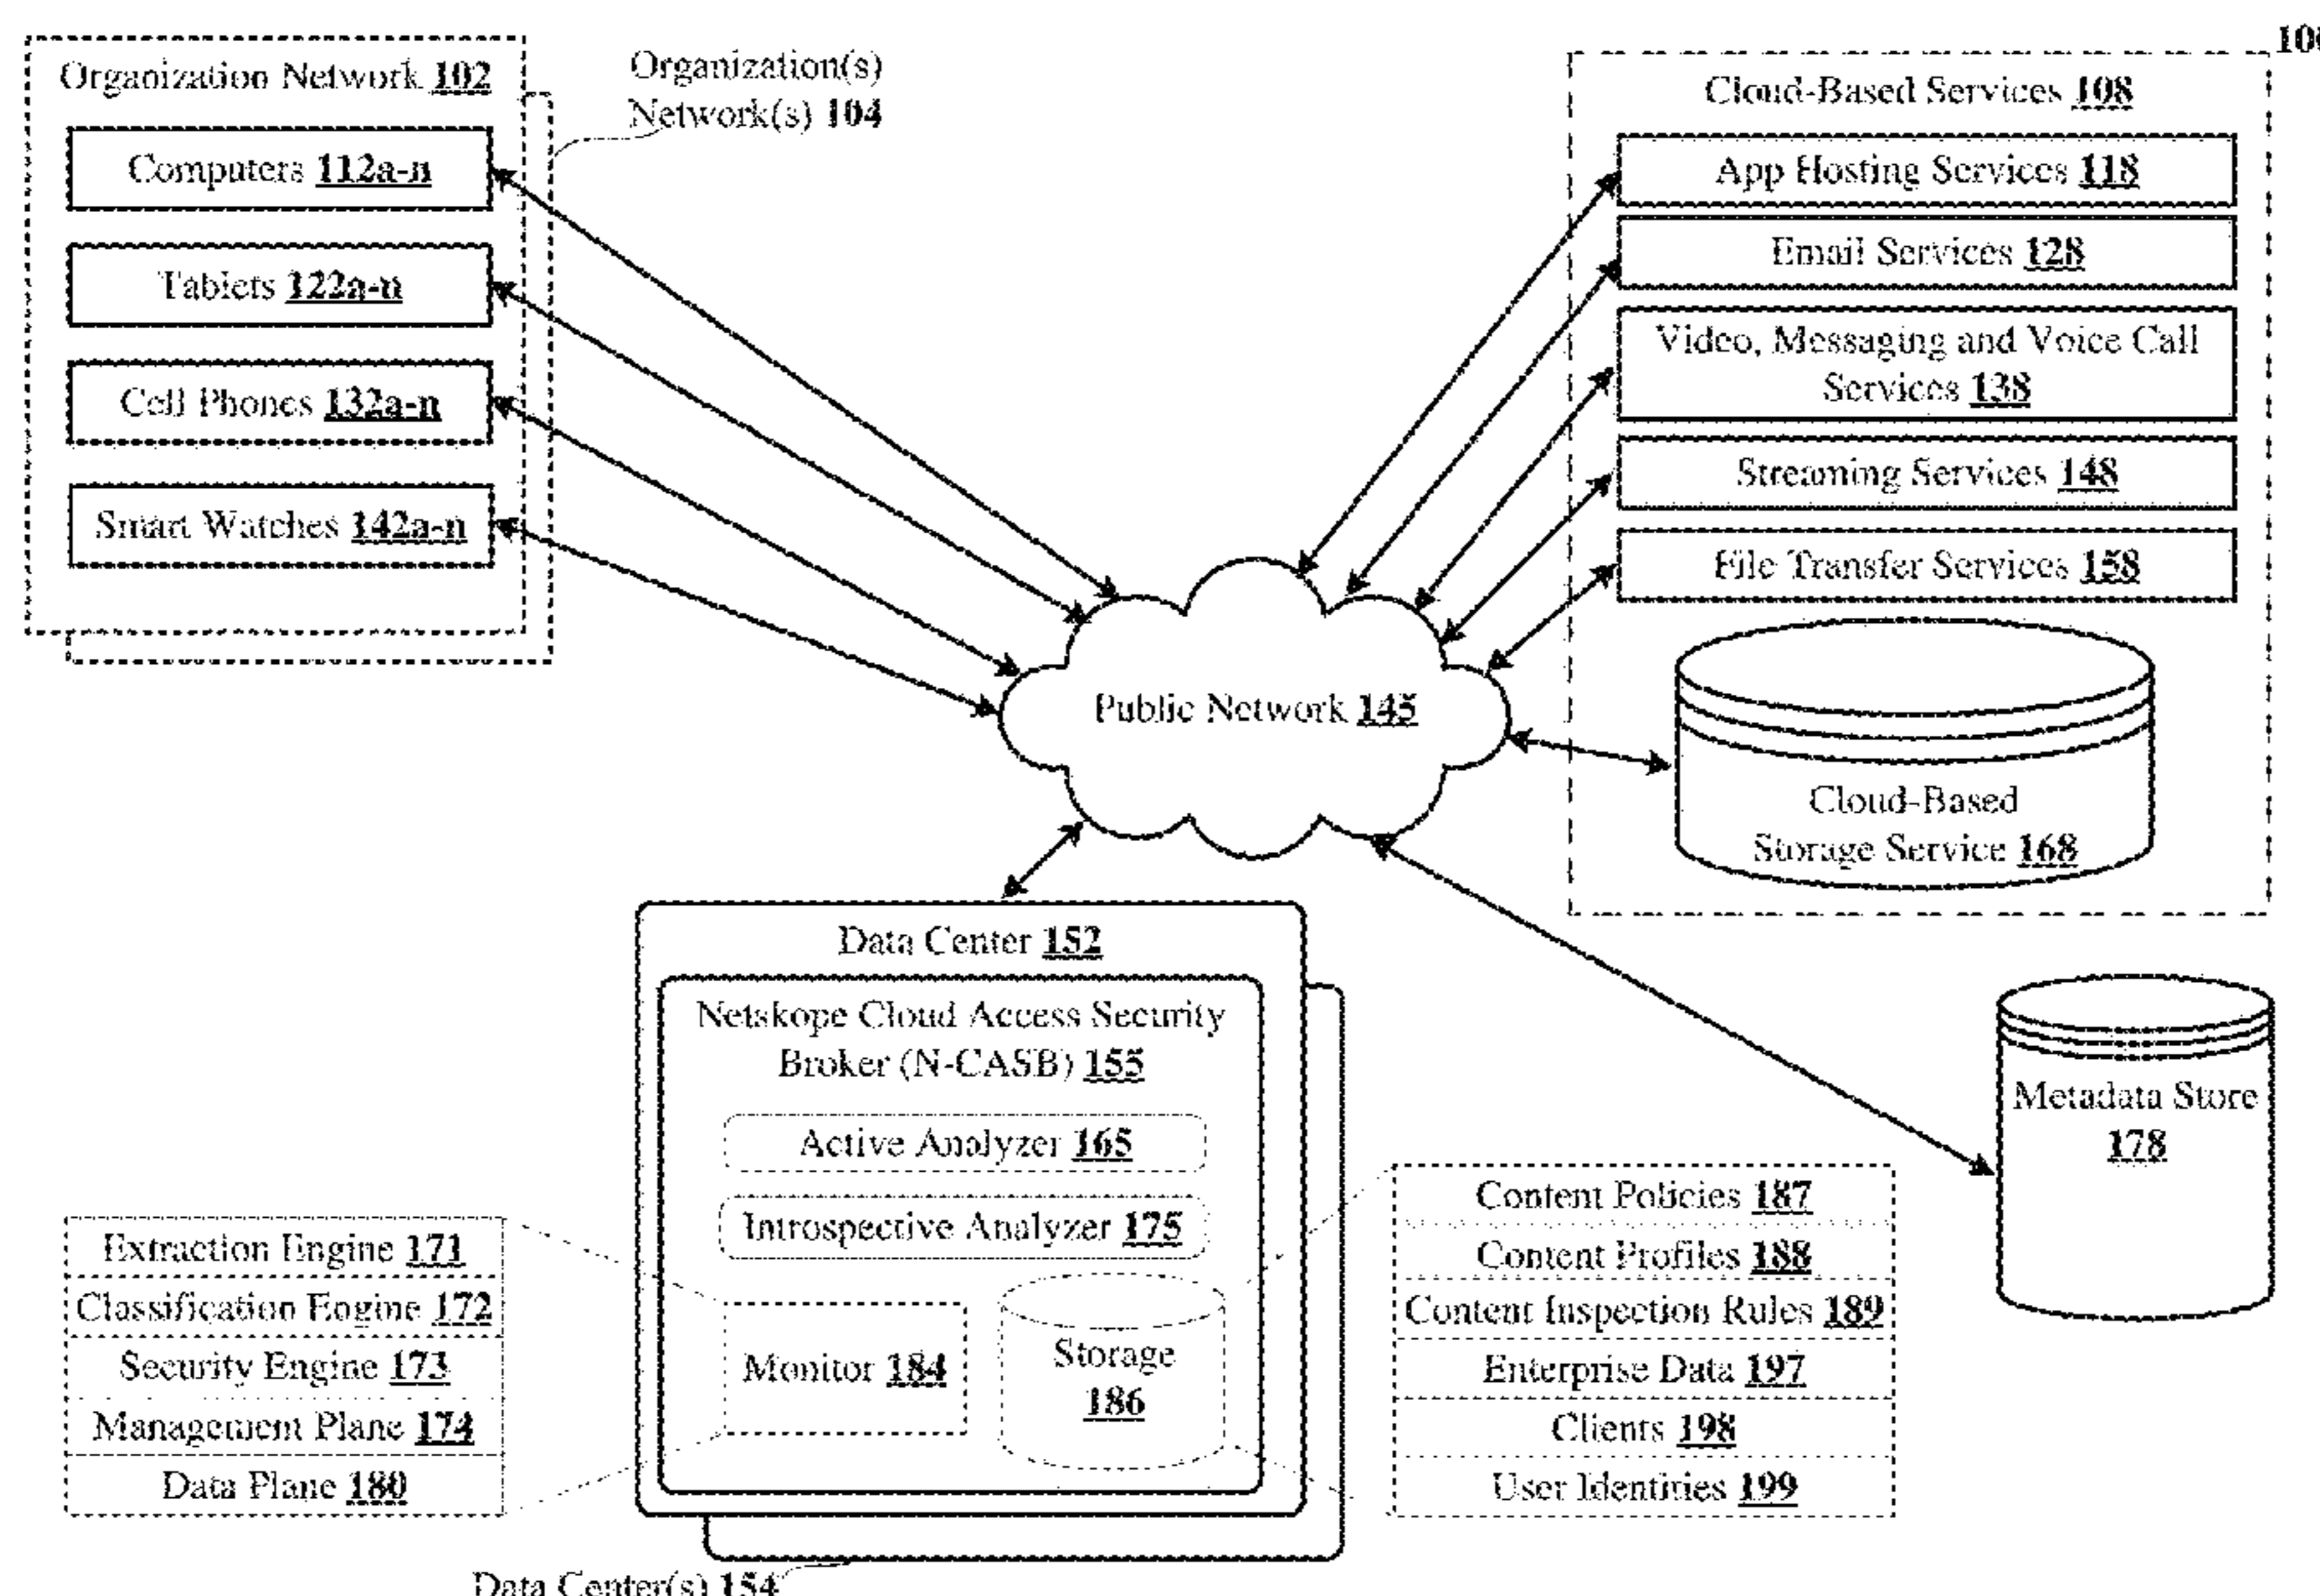 Organization Network 102
Computers 112a-n
Tablets 122a-n
Cell Phones 132a-n
Smart Watches 142a-n
Organization(s)
Network(s) 104
Cloud-Based Services 108
App Hosting Services 118
Email Services 128
Video, Messaging and Voice Call
Services 138
Streaming Services 148
File Transfer Services 158
Cloud-Based
Storage Service 168
Public Network 145
Data Center 152
Netskope Cloud Access Security
Broker (N-CASB) 155
Active Analyzer 165
Introspective Analyzer 175
Monitor 184
Storage
186
Metadata Store
178
Extraction Engine 171
Classification Engine 172
Security Engine 173
Management Plane 174
Data Plane 180
Content Policies 187
Content Profiles 188
Content Inspection Rules 189
Enterprise Data 197
Clients 198
User Identities 199
Data Center(s) 154